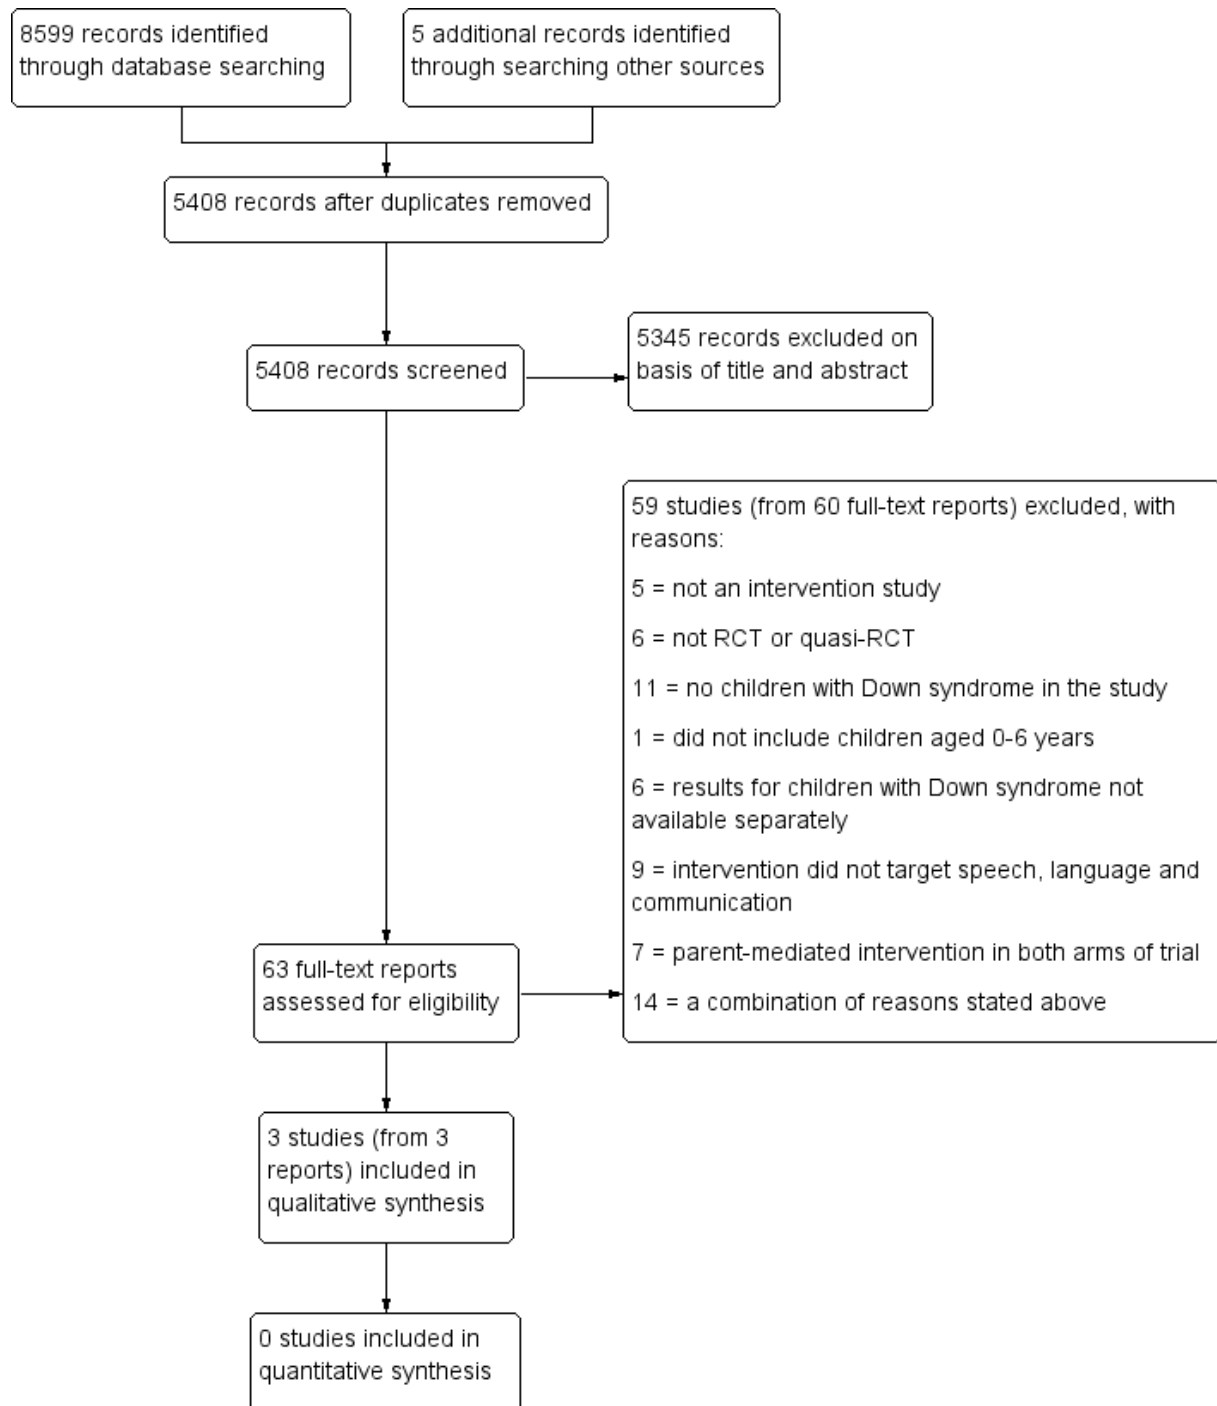 8599 records identified
through database searching
5 additional records identified
through searching other sources
5408 records after duplicates removed
5408 records screened
5345 records excluded on
basis of title and abstract
59 studies (from 60 full-text reports) excluded, with
reasons:
5 = not an intervention study
6 = not RCT or quasi-RCT
11 = no children with Down syndrome in the study
1 = did not include children aged 0-6 years
6 = results for children with Down syndrome not
available separately
9 = intervention did not target speech, language and
communication
7 = parent-mediated intervention in both arms of trial
14 = a combination of reasons stated above
63 full-text reports
assessed for eligibility
3 studies (from 3
reports) included in
qualitative synthesis
0 studies included in
quantitative synthesis